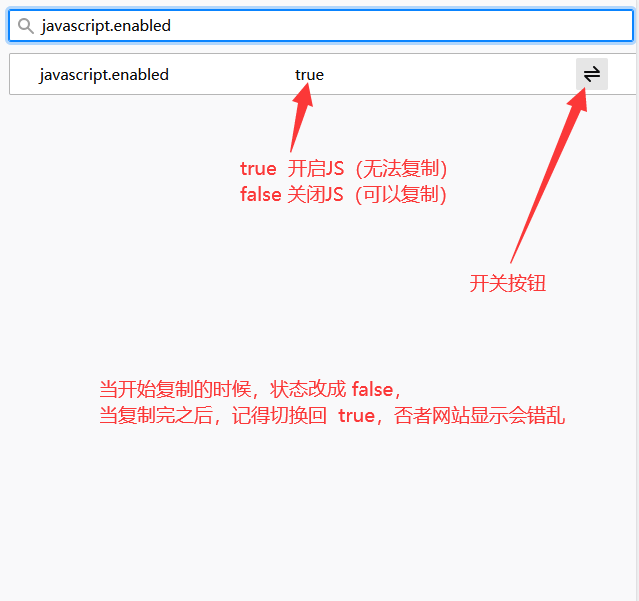 javascript.enabled
javascript.enabled true
true 开启JS（无法复制）
false 关闭JS（可以复制）
开关按钮
当开始复制的时候，状态改成 false，
当复制完之后，记得切换回 true，否者网站显示会错乱